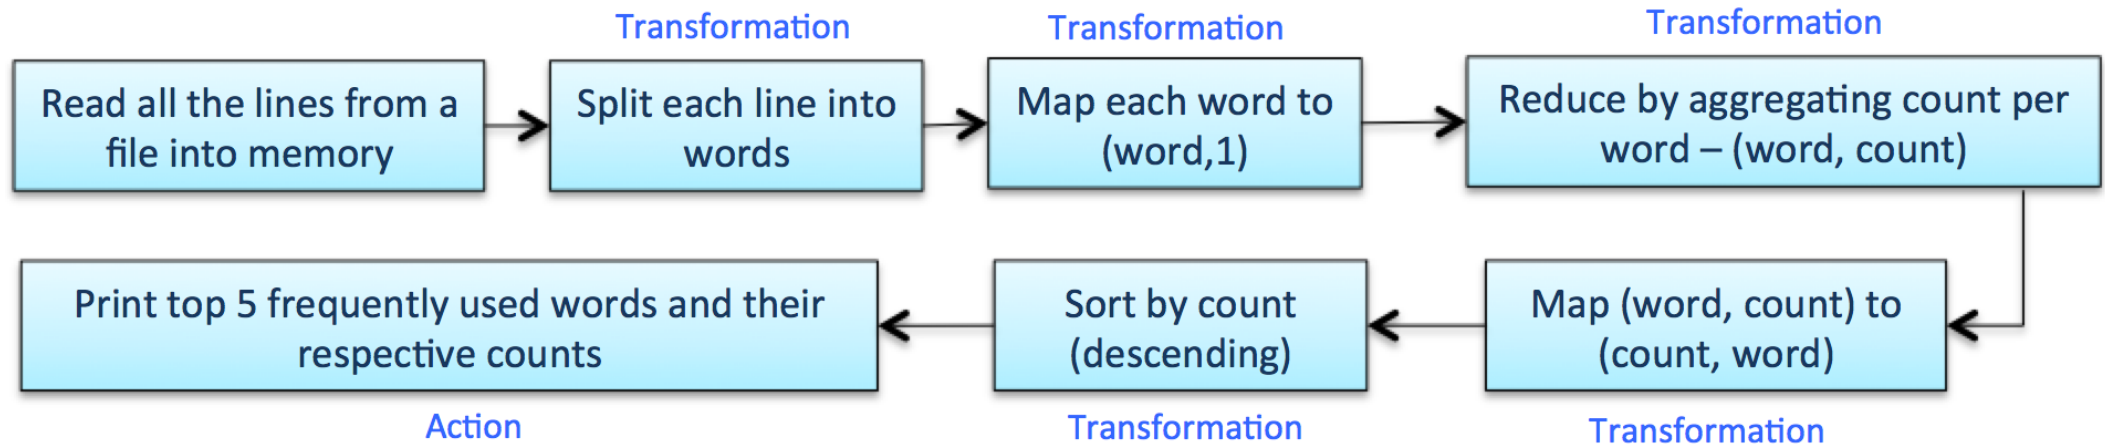 Transformation
Transformation
Transformation
Read all the lines from a
file into memory
Split each line into
words
Map each word to
(word,1)
Reduce by aggregating count per
word – (word, count)
Map (word, count) to
(count, word)
Transformation
Sort by count
(descending)
Transformation
Print top 5 frequently used words and their
respective counts
Action